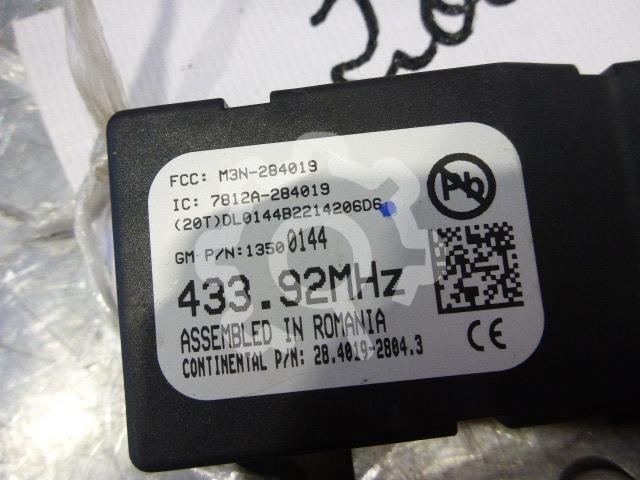 FCC: M3N-284019
IC: 7812A-284019
(20T)DL0144B2214206D6
GM P/N:13500144
433.92MHz
ASSEMBLED IN ROMANIA
CONTINENTAL P/N: 28.4019-2804.3
Pb
CE